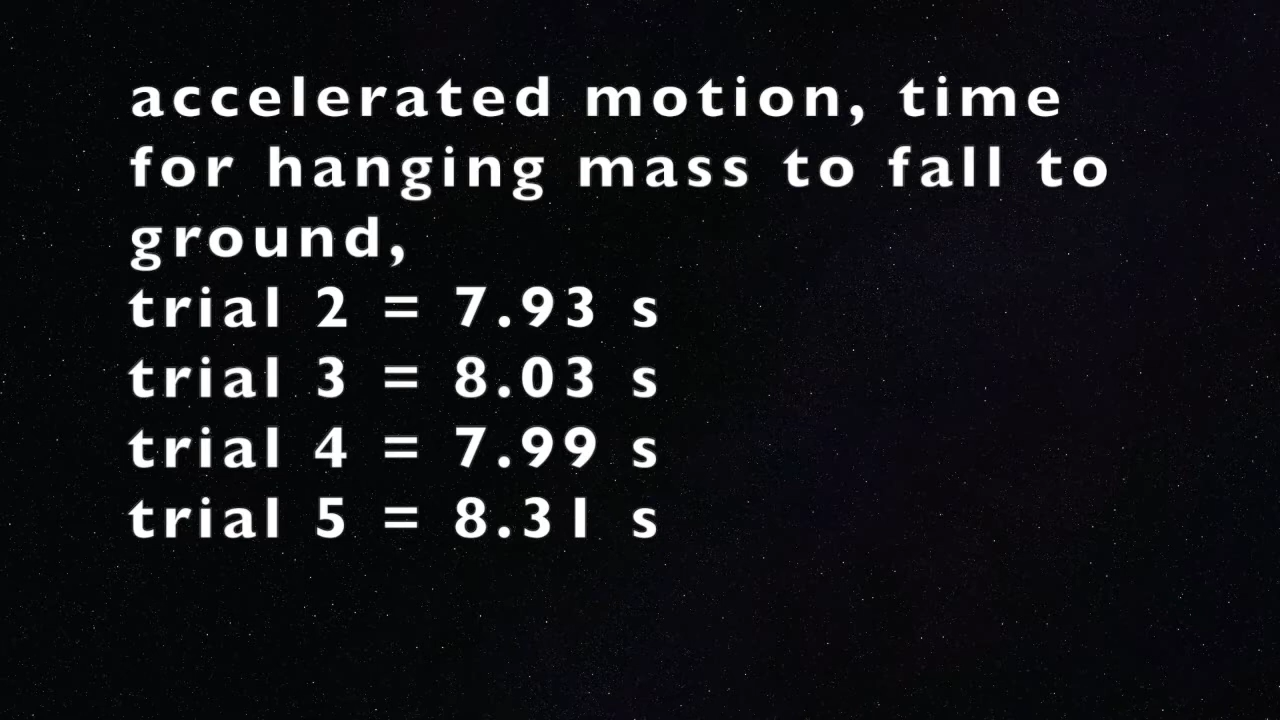 accelerated motion, time
for hanging mass to fall to
ground,
trial 2 = 7.93 s
trial 3 = 8.03 s
trial 4 = 7.99 s
trial 5 = 8.31 s